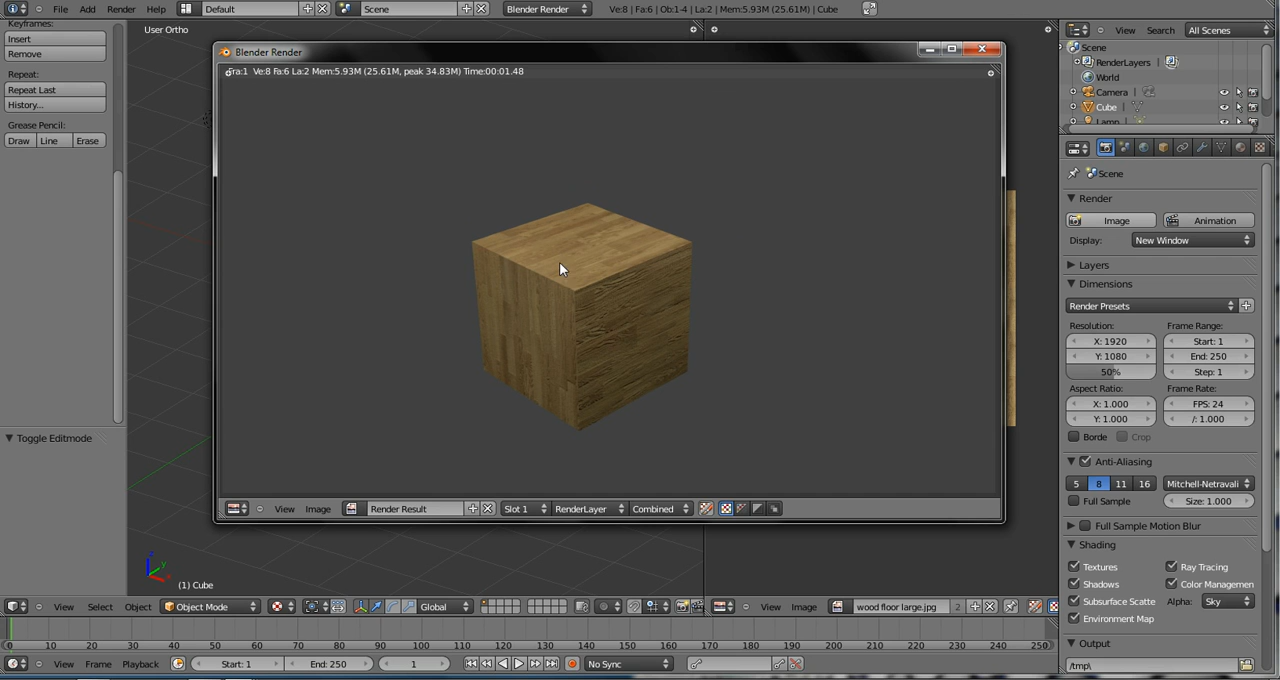 File Add Render Help Default Scene Blender Render Ve:8 | Fa:6 | Ob:1-4 | La:2 | Mem:5.93M (25.61M) | Cube
Keyframes:
Insert
Remove
Repeat:
Repeat Last
History...
Grease Pencil:
Draw Line Erase
Toggle Editmode
User Ortho
(1) Cube
Blender Render
Fra:1 Ve:8 Fa:6 La:2 Mem:5.93M (25.61M, peak 34.83M) Time:00:01.48
View Image Render Result Slot 1 RenderLayer Combined
View Select Object Object Mode Global
View Image wood floor large.jpg 2
0 10 20 30 40 50 60 70 80 90 100 110 120 130 140 150 160 170 180 190 200 210 220 230 240 250
View Frame Playback Start: 1 End: 250 1 No Sync
View Search All Scenes
Scene
RenderLayers |
World
Camera |
Cube |
Lamp |
Scene
Render
Image Animation
Display: New Window
Layers
Dimensions
Render Presets
Resolution: Frame Range:
X: 1920 Start: 1
Y: 1080 End: 250
50% Step: 1
Aspect Ratio: Frame Rate:
X: 1.000 FPS: 24
Y: 1.000 /: 1.000
Borde Crop
Anti-Aliasing
5 8 11 16 Mitchell-Netravali
Full Sample Size: 1.000
Full Sample Motion Blur
Shading
Textures Ray Tracing
Shadows Color Managemen
Subsurface Scatte Alpha: Sky
Environment Map
Output
/tmp\